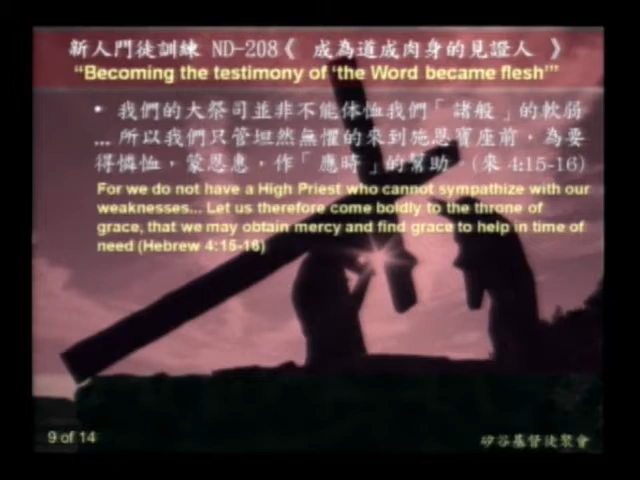 新人門徒訓練 ND-208《 成為道成肉身的見證人 》
“Becoming the testimony of ‘the Word became flesh’”
• 我們的大祭司並非不能体恤我們「諸般」的軟弱
... 所以我們只管坦然無懼的來到施恩寶座前，為要
得憐恤，蒙恩惠，作「應時」的幫助。(來 4:15-16)
For we do not have a High Priest who cannot sympathize with our
weaknesses... Let us therefore come boldly to the throne of
grace, that we may obtain mercy and find grace to help in time of
need (Hebrew 4:15-16)
9 of 14
矽谷基督徒聚會